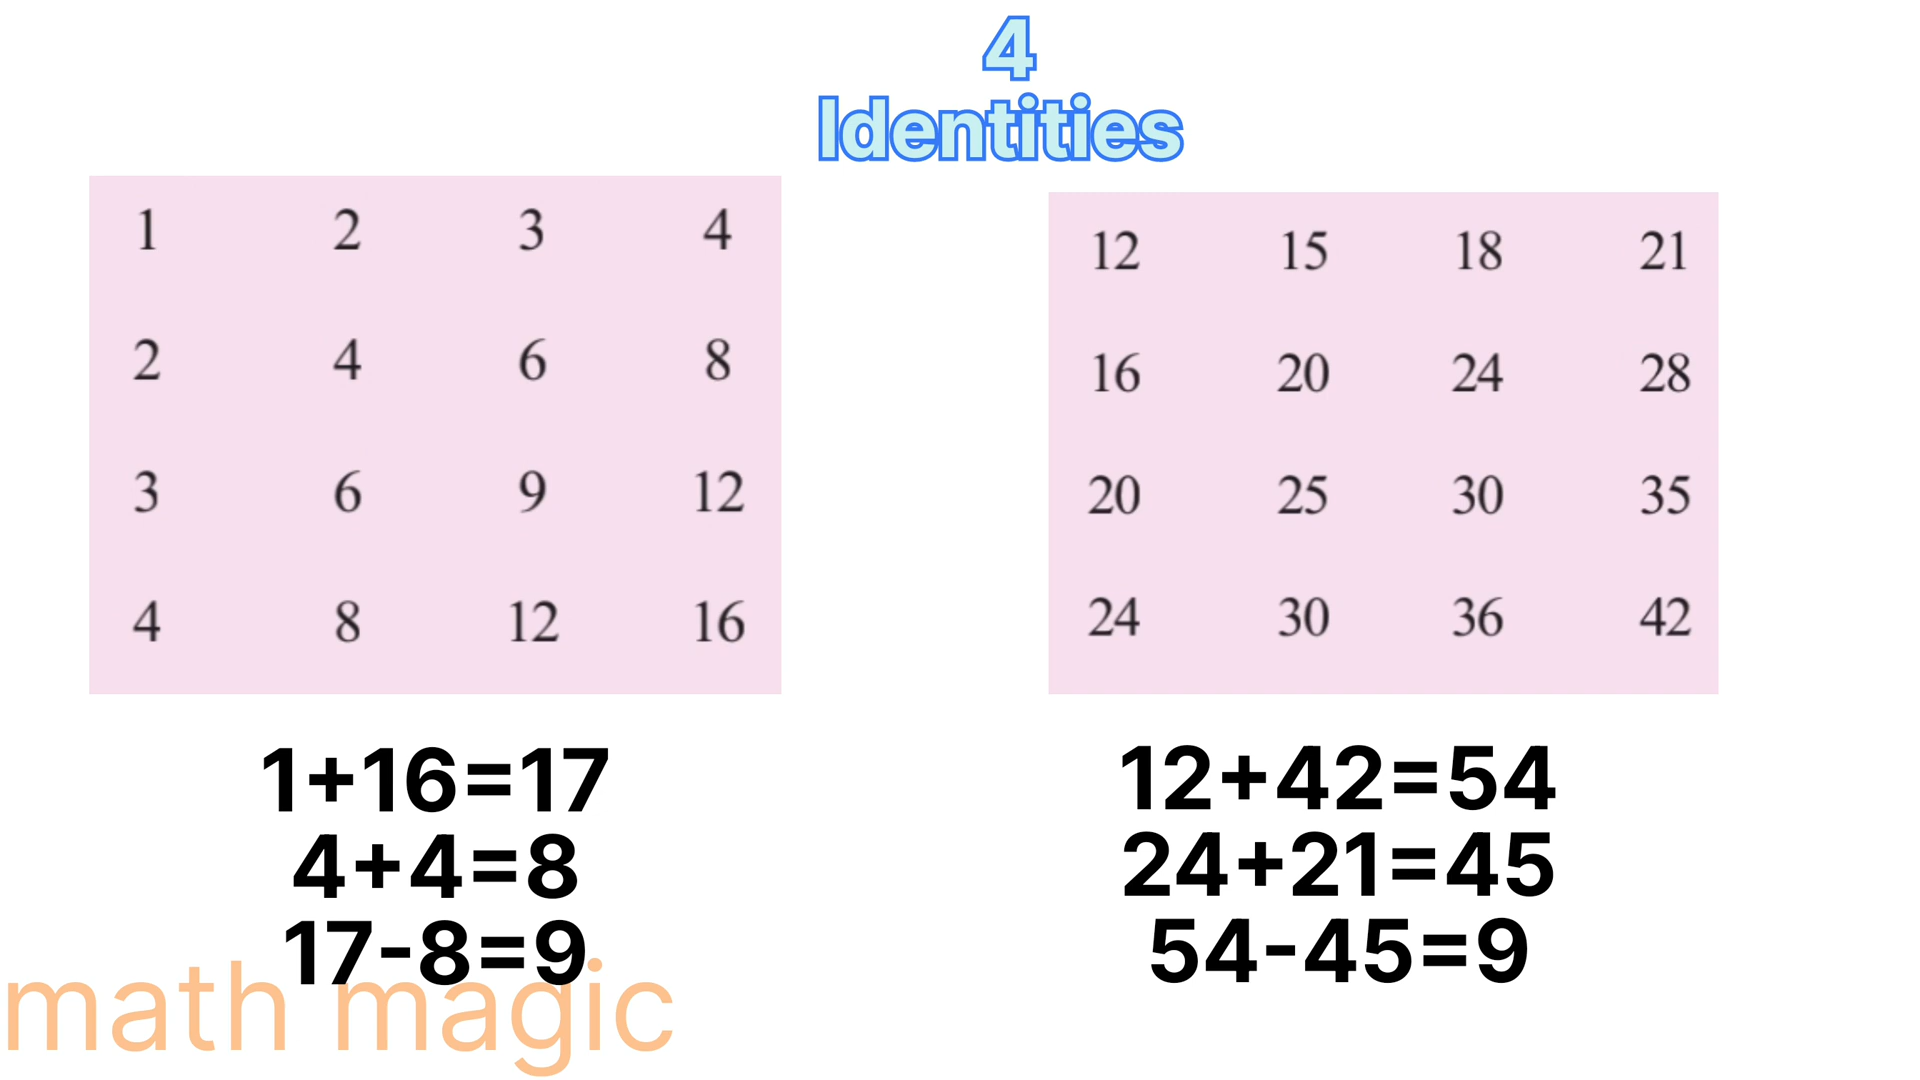 4
Identities
1 2 3 4
2 4 6 8
3 6 9 12
4 8 12 16
12 15 18 21
16 20 24 28
20 25 30 35
24 30 36 42
1+16=17
4+4=8
17-8=9
12+42=54
24+21=45
54-45=9
math magic